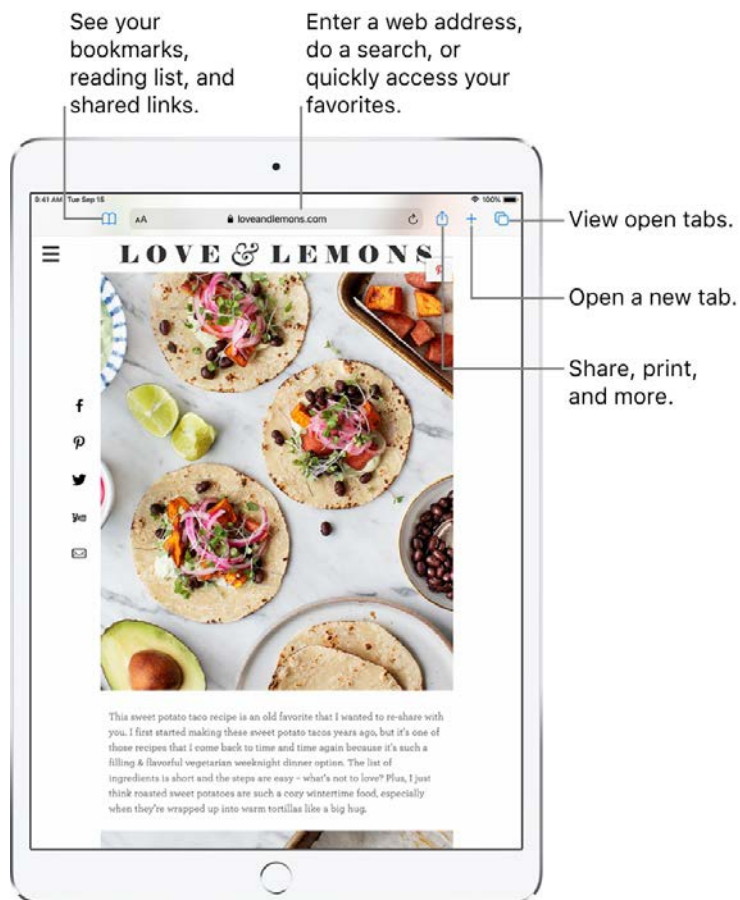 See your
bookmarks,
reading list, and
shared links.
Enter a web address,
do a search, or
quickly access your
favorites.
9:41 AM Tue Sep 15
100%
AA
loveandlemons.com
View open tabs.
LOVE & LEMONS
Open a new tab.
Share, print,
and more.
f
You
This sweet potato taco recipe is an old favorite that I wanted to re-share with
you. I first started making these sweet potato tacos years ago, but it's one of
those recipes that I come back to time and time again because it's such a
filling & flavorful vegetarian weeknight dinner option. The list of
ingredients is short and the steps are easy – what's not to love? Plus, I just
think roasted sweet potatoes are such a cozy wintertime food, especially
when they're wrapped up into warm tortillas like a big hug.